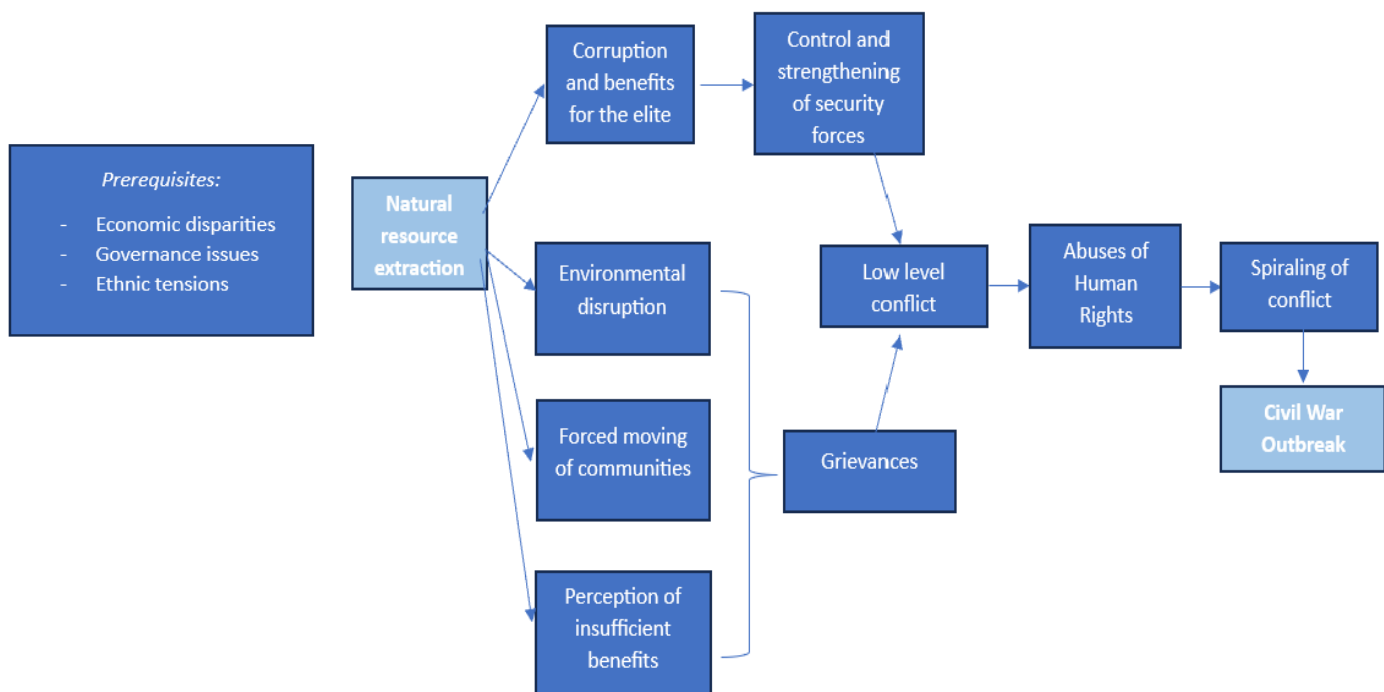 Prerequisites:
- Economic disparities
- Governance issues
- Ethnic tensions
Natural
resource
extraction
Corruption
and benefits
for the elite
Control and
strengthening
of security
forces
Environmental
disruption
Forced moving
of communities
Perception of
insufficient
benefits
Grievances
Low level
conflict
Abuses of
Human
Rights
Spiraling of
conflict
Civil War
Outbreak